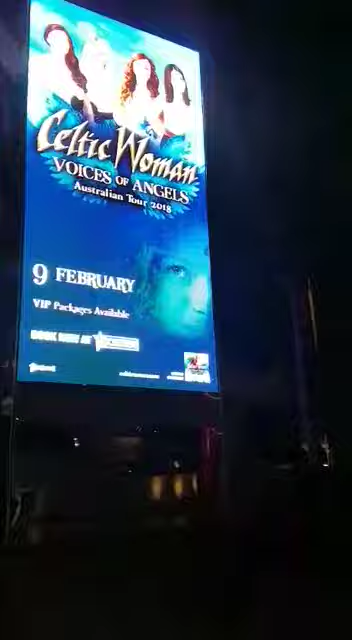 Celtic Woman
VOICES OF ANGELS
Australian Tour 2018
9 FEBRUARY
VIP Packages Available
BOOK NOW AT